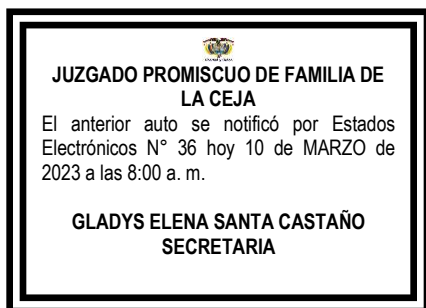 JUZGADO PROMISCUO DE FAMILIA DE
LA CEJA
El anterior auto se notificó por Estados
Electrónicos N° 36 hoy 10 de MARZO de
2023 a las 8:00 a. m.
GLADYS ELENA SANTA CASTAÑO
SECRETARIA